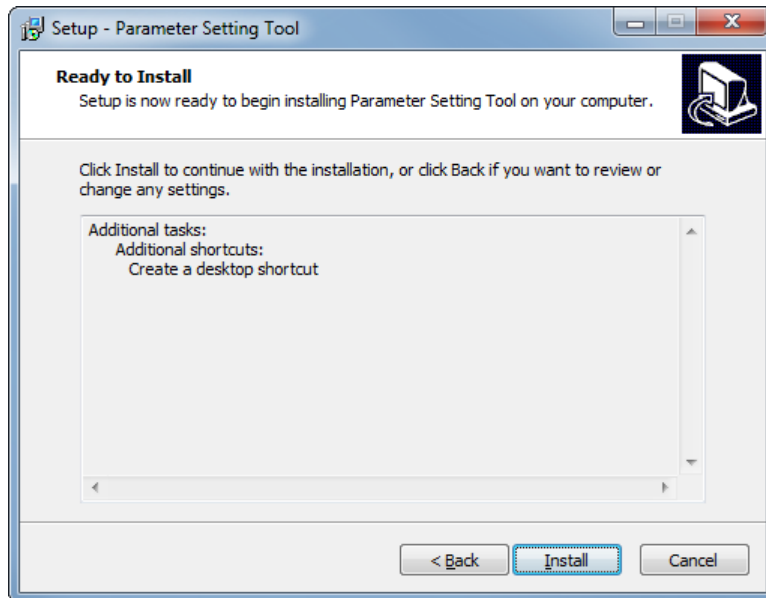 Setup - Parameter Setting Tool
Ready to Install
Setup is now ready to begin installing Parameter Setting Tool on your computer.
Click Install to continue with the installation, or click Back if you want to review or
change any settings.
Additional tasks:
Additional shortcuts:
Create a desktop shortcut
< Back
Install
Cancel